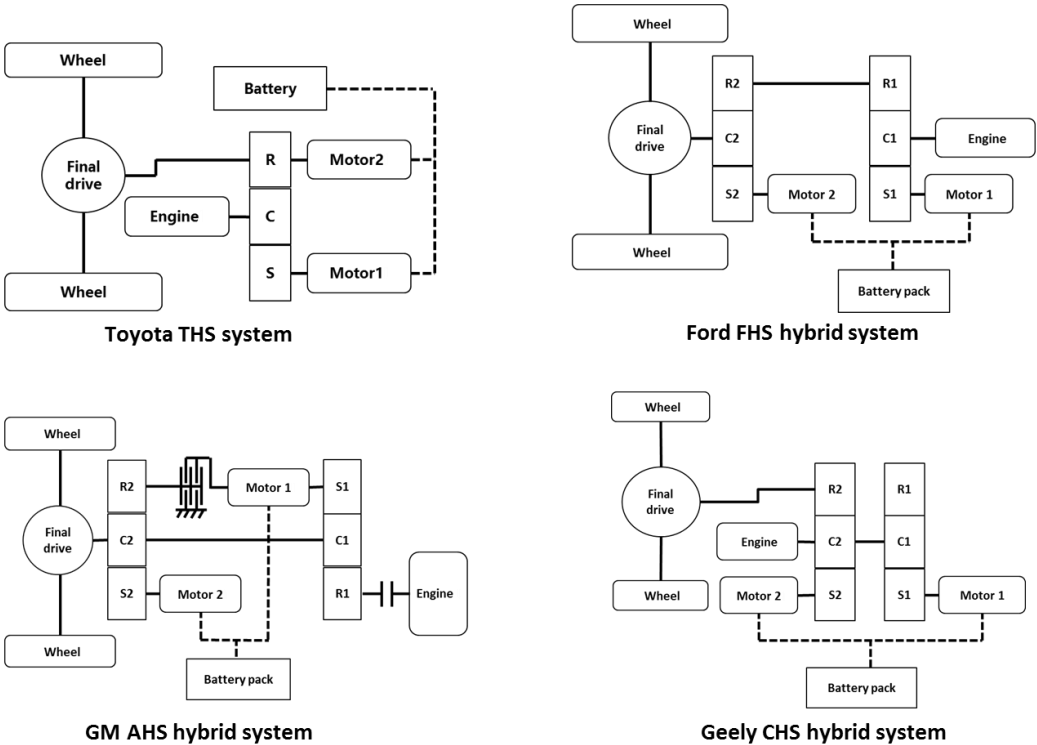 Wheel
Battery
Final
drive
R
Motor2
Engine
C
S
Motor1
Wheel
Toyota THS system
Wheel
R2
R1
Final
drive
C2
C1
Engine
S2
Motor 2
S1
Motor 1
Wheel
Battery pack
Ford FHS hybrid system
Wheel
R2
Motor 1
S1
Final
drive
C2
C1
S2
Motor 2
R1
Engine
Wheel
Battery pack
GM AHS hybrid system
Wheel
Final
drive
R2
R1
Engine
C2
C1
Wheel
Motor 2
S2
S1
Motor 1
Battery pack
Geely CHS hybrid system